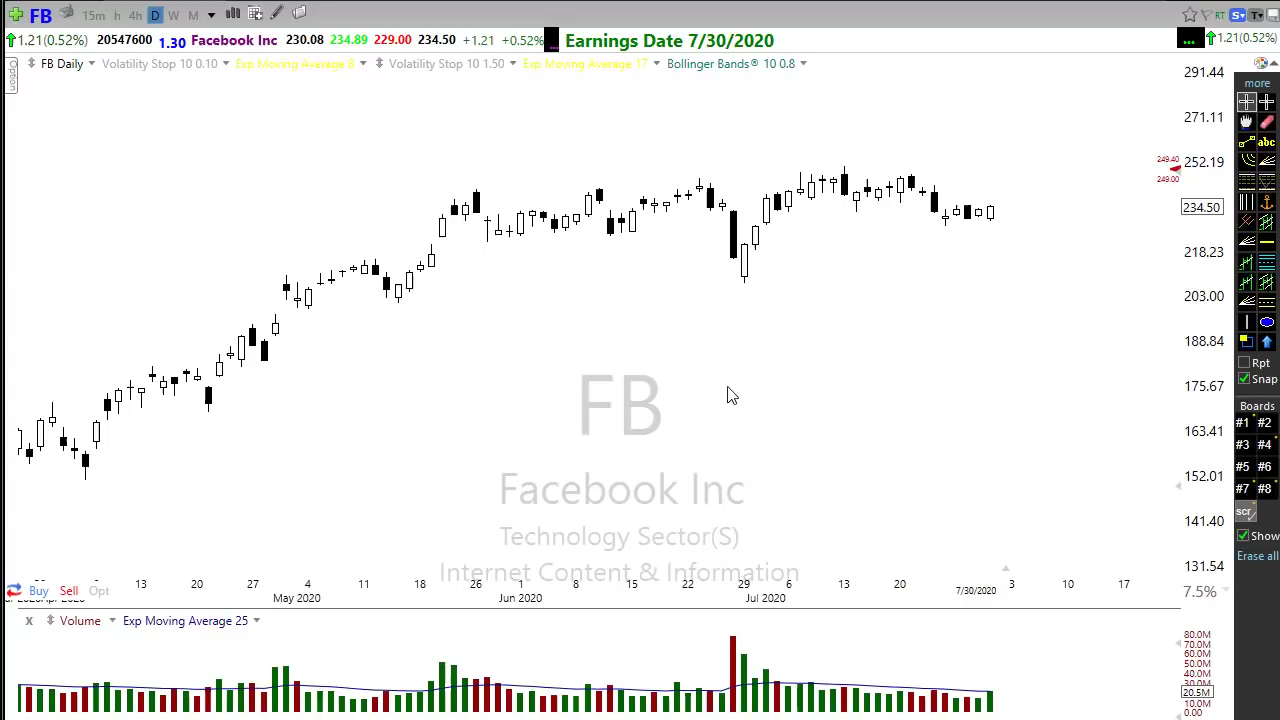 FB 15m h 4h D W M RT S T
1.21(0.52%) 20547600 1.30 Facebook Inc 230.08 234.89 229.00 234.50 +1.21 +0.52% ... Earnings Date 7/30/2020 ... 1.21(0.52%)
Option
FB Daily Volatility Stop 10 0.10 Exp Moving Average 8 Volatility Stop 10 1.50 Exp Moving Average 17 Bollinger Bands® 10 0.8
291.44
271.11
252.19
249.40
249.00
234.50
218.23
203.00
188.84
175.67
163.41
152.01
141.40
131.54
7.5%
more
abc
Rpt
Snap
Boards
#1 #2
#3 #4
#5 #6
#7 #8
scr
Show
Erase all
FB
Facebook Inc
Technology Sector(S)
Internet Content & Information
13 20 27 4 11 18 26 1 8 15 22 29 6 13 20 7/30/2020 3 10 17
May 2020 Jun 2020 Jul 2020
Buy Sell Opt
x Volume Exp Moving Average 25
80.0M
70.0M
60.0M
50.0M
40.0M
30.0M
20.5M
10.0M
0.00